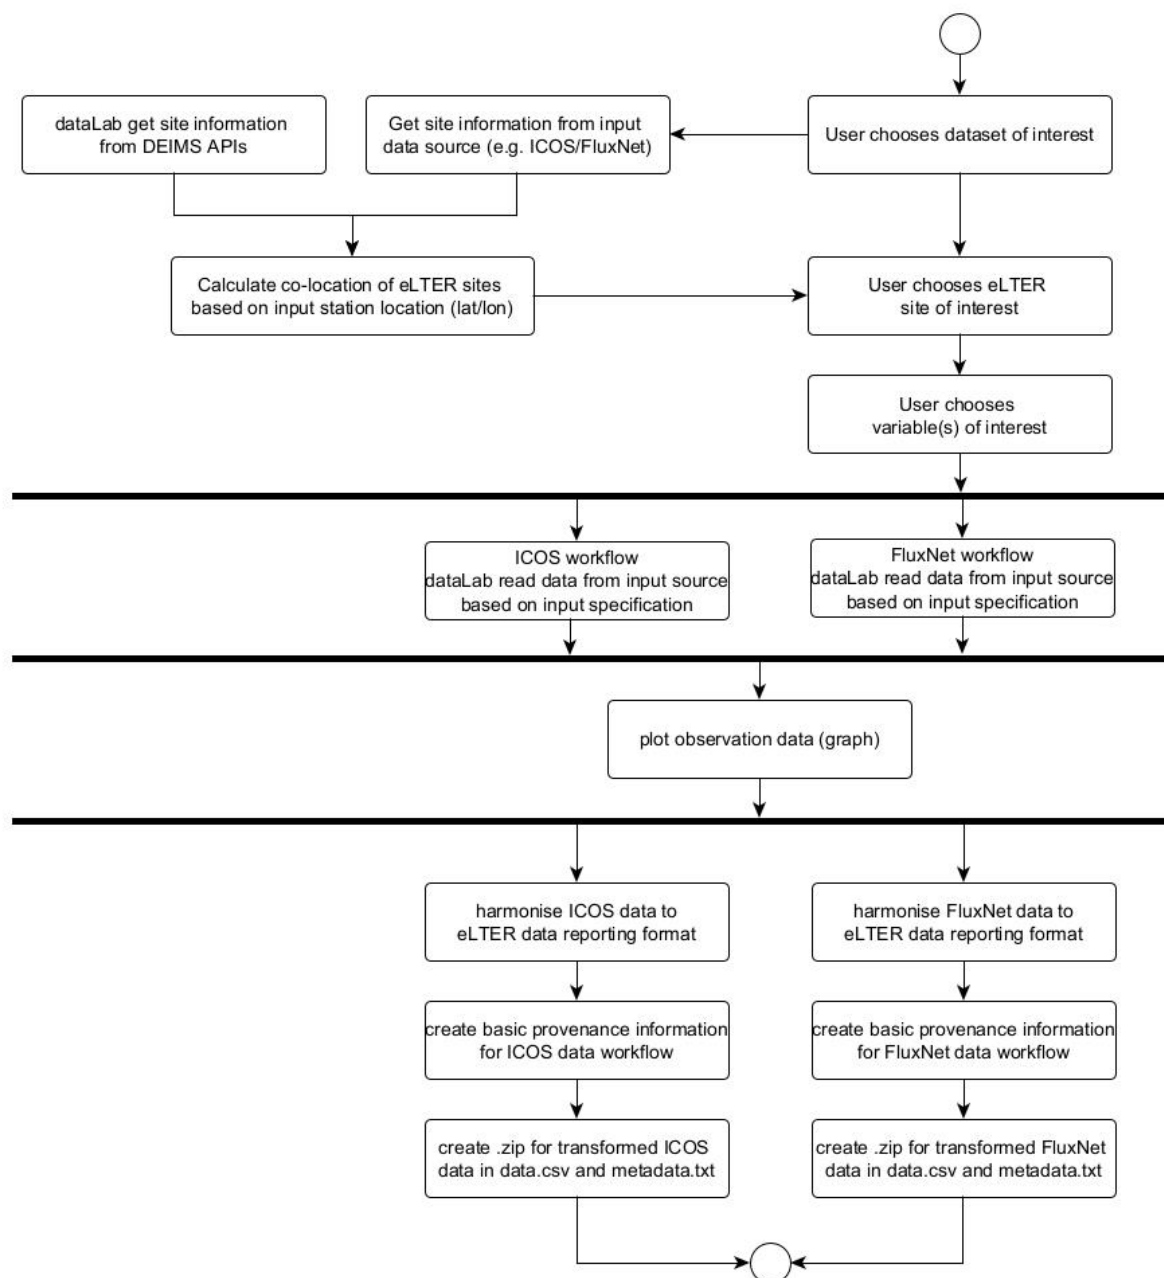 dataLab get site information
from DEIMS APIs
Get site information from input
data source (e.g. ICOS/FluxNet)
User chooses dataset of interest
Calculate co-location of eLTER sites
based on input station location (lat/lon)
User chooses eLTER
site of interest
User chooses
variable(s) of interest
ICOS workflow
dataLab read data from input source
based on input specification
FluxNet workflow
dataLab read data from input source
based on input specification
plot observation data (graph)
harmonise ICOS data to
eLTER data reporting format
harmonise FluxNet data to
eLTER data reporting format
create basic provenance information
for ICOS data workflow
create basic provenance information
for FluxNet data workflow
create .zip for transformed ICOS
data in data.csv and metadata.txt
create .zip for transformed FluxNet
data in data.csv and metadata.txt